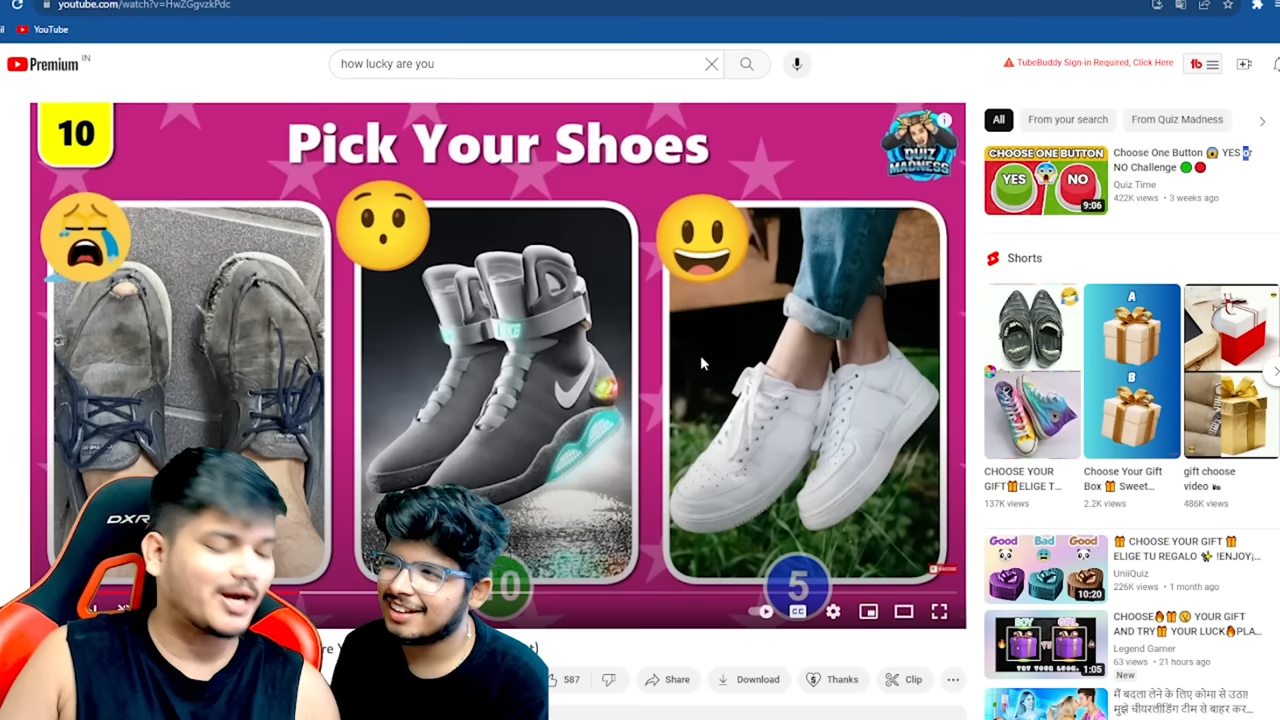 youtube.com/watch?v=HwZGgvzkPdc
YouTube
Premium IN
how lucky are you
TubeBuddy Sign-in Required, Click Here
tb
10
Pick Your Shoes
QUIZ
MADNESS
NIKE
DXR
0
5
CC
587
Share
Download
Thanks
Clip
All
From your search
From Quiz Madness
CHOOSE ONE BUTTON
YES
NO
9:06
Choose One Button 😱 YES or
NO Challenge 🟢🔴
Quiz Time
422K views • 3 weeks ago
Shorts
A
B
CHOOSE YOUR
GIFT🎁ELIGE T...
137K views
Choose Your Gift
Box 🎁 Sweet...
2.2K views
gift choose
video
486K views
Good
Bad
Good
10:20
🎁 CHOOSE YOUR GIFT 🎁
ELIGE TU REGALO ✨ !ENJOY¡...
UniiQuiz
226K views • 1 month ago
BOY
GIRL
1:05
CHOOSE🔥🎁😯 YOUR GIFT
AND TRY🎁 YOUR LUCK🔥PLA...
Legend Gamer
63 views • 21 hours ago
New
में बदला लेने के लिए कोमा से उठा!
मुझे चीयरलीडिंग टीम से बाहर कर...